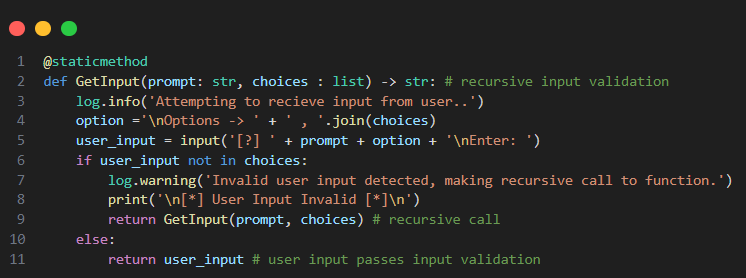 1 @staticmethod
2 def GetInput(prompt: str, choices : list) -> str: # recursive input validation
3     log.info('Attempting to recieve input from user..')
4     option ='\nOptions -> ' + ' , '.join(choices)
5     user_input = input('[?] ' + prompt + option + '\nEnter: ')
6     if user_input not in choices:
7         log.warning('Invalid user input detected, making recursive call to function.')
8         print('\n[*] User Input Invalid [*]\n')
9         return GetInput(prompt, choices) # recursive call
10     else:
11         return user_input # user input passes input validation